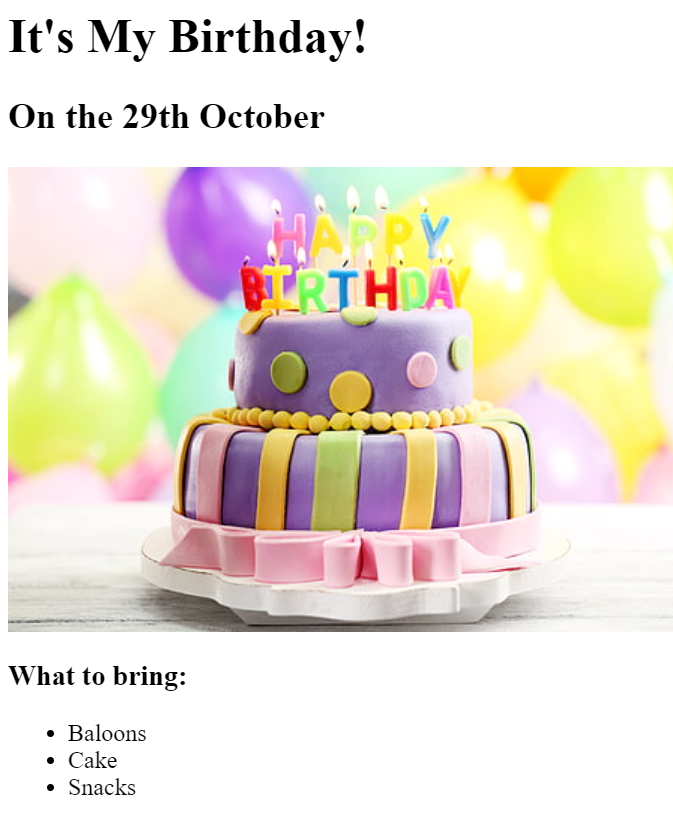 It's My Birthday!
On the 29th October
HAPPY
BIRTHDAY
What to bring:
Baloons
Cake
Snacks